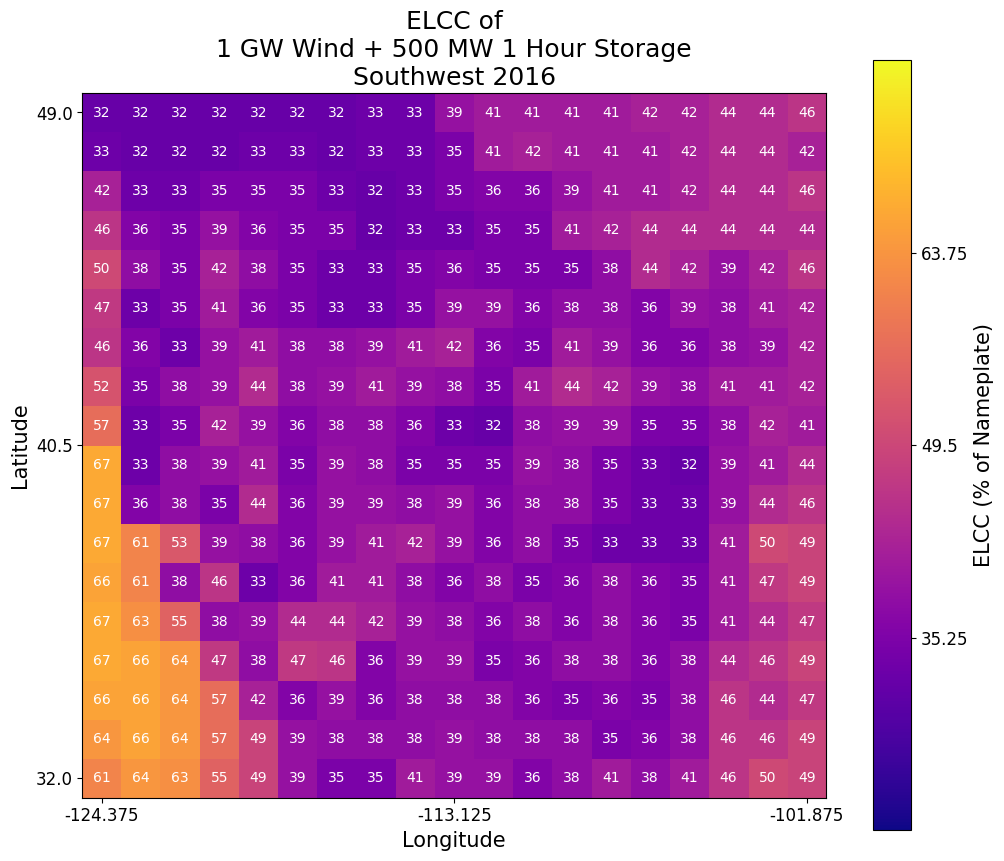 ELCC of
1 GW Wind + 500 MW 1 Hour Storage
Southwest 2016
49.0
32 32 32 32 32 32 32 33 33 39 41 41 41 41 42 42 44 44 46
33 32 32 32 33 33 32 33 33 35 41 42 41 41 41 42 44 44 42
42 33 33 35 35 35 33 32 33 35 36 36 39 41 41 42 44 44 46
46 36 35 39 36 35 35 32 33 33 35 35 41 42 44 44 44 44 44
50 38 35 42 38 35 33 33 35 36 35 35 35 38 44 42 39 42 46
47 33 35 41 36 35 33 33 35 39 39 36 38 38 36 39 38 41 42
46 36 33 39 41 38 38 39 41 42 36 35 41 39 36 36 38 39 42
52 35 38 39 44 38 39 41 39 38 35 41 44 42 39 38 41 41 42
57 33 35 42 39 36 38 38 36 33 32 38 39 39 35 35 38 42 41
40.5
67 33 38 39 41 35 39 38 35 35 35 39 38 35 33 32 39 41 44
67 36 38 35 44 36 39 39 38 39 36 38 38 35 33 33 39 44 46
67 61 53 39 38 36 39 41 42 39 36 38 35 33 33 33 41 50 49
66 61 38 46 33 36 41 41 38 36 38 35 36 38 36 35 41 47 49
67 63 55 38 39 44 44 42 39 38 36 38 36 38 36 35 41 44 47
67 66 64 47 38 47 46 36 39 39 35 36 38 38 36 38 44 46 49
66 66 64 57 42 36 39 36 38 38 38 36 35 36 35 38 46 44 47
64 66 64 57 49 39 38 38 38 39 38 38 38 35 36 38 46 46 49
32.0
61 64 63 55 49 39 35 35 41 39 39 36 38 41 38 41 46 50 49
-124.375 -113.125 -101.875
Longitude
Latitude
63.75
49.5
35.25
ELCC (% of Nameplate)